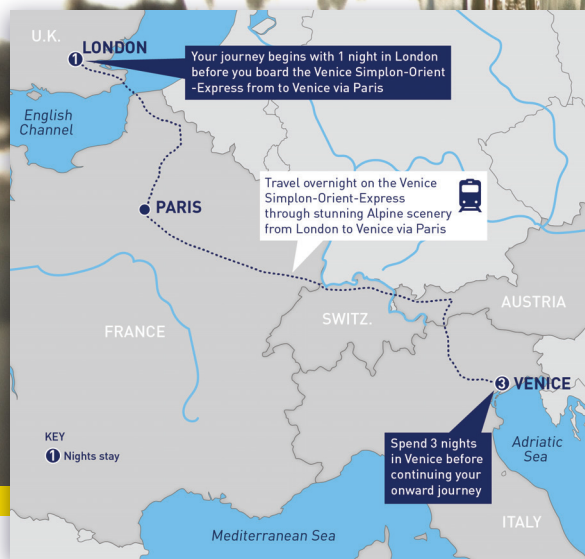 U.K.
1 LONDON
Your journey begins with 1 night in London
before you board the Venice Simplon-Orient
-Express from to Venice via Paris
English
Channel
Travel overnight on the Venice
Simplon-Orient-Express
through stunning Alpine scenery
from London to Venice via Paris
PARIS
AUSTRIA
SWITZ.
FRANCE
3 VENICE
KEY
1 Nights stay
Spend 3 nights
in Venice before
continuing your
onward journey
Adriatic
Sea
ITALY
Mediterranean Sea